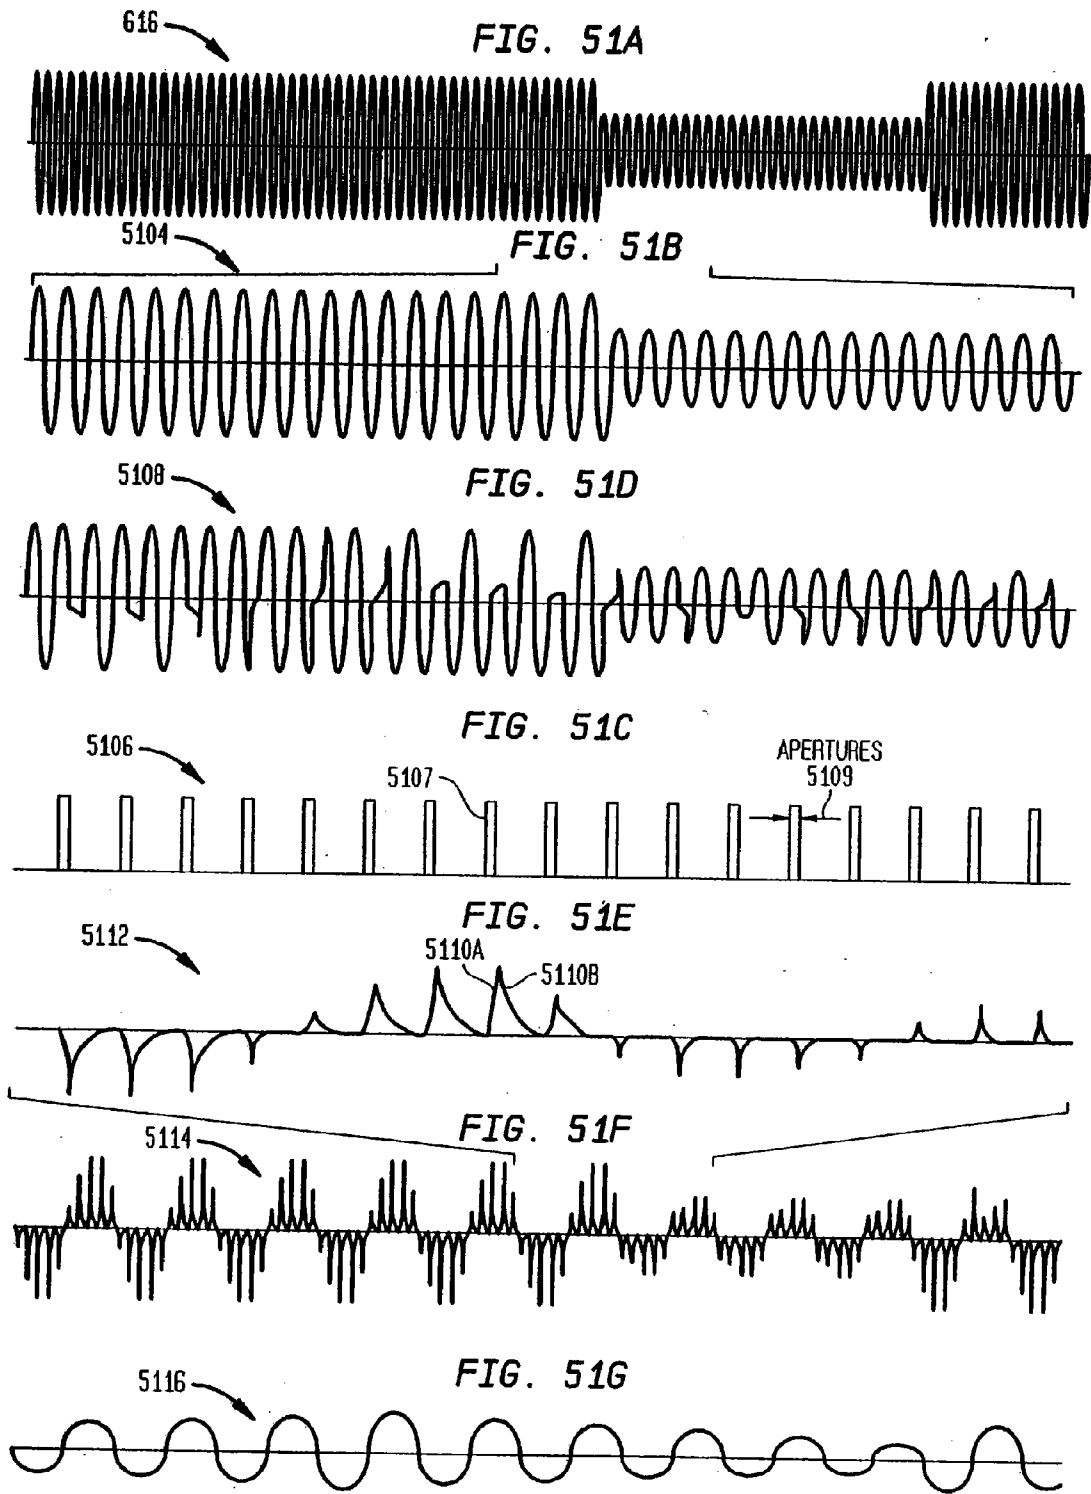 616
FIG. 51A
5104
FIG. 51B
5108
FIG. 51D
FIG. 51C
5106
5107
APERTURES
5109
FIG. 51E
5112
5110A
5110B
FIG. 51F
5114
FIG. 51G
5116